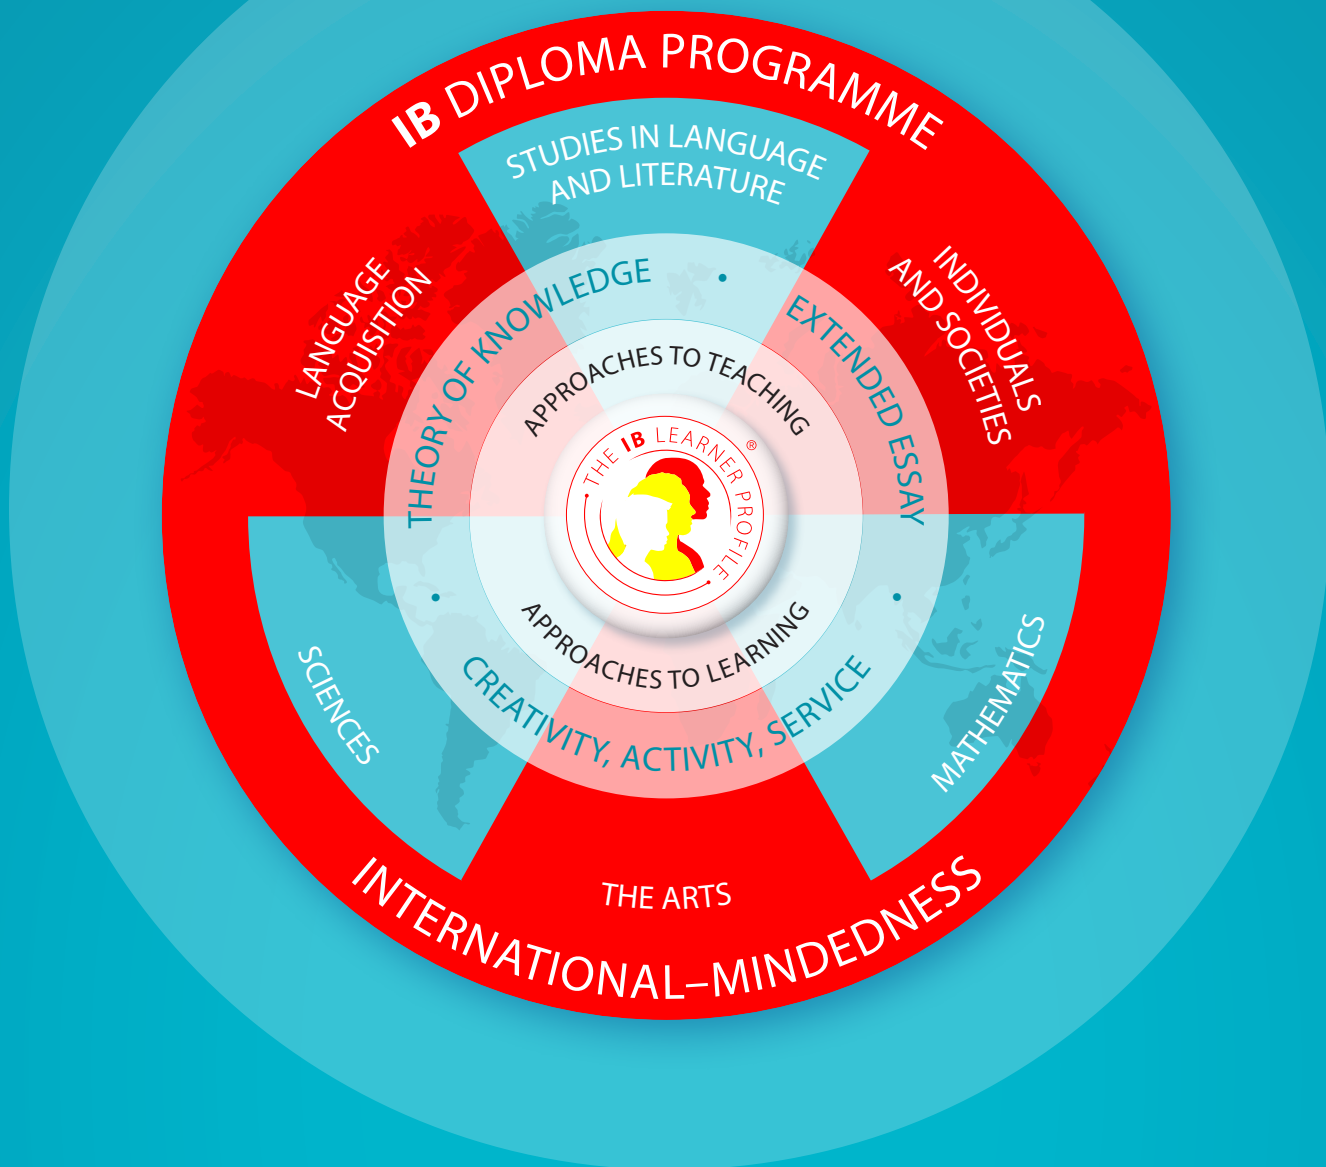 IB DIPLOMA PROGRAMME
STUDIES IN LANGUAGE
AND LITERATURE
LANGUAGE
ACQUISITION
INDIVIDUALS
AND SOCIETIES
THEORY OF KNOWLEDGE
EXTENDED ESSAY
APPROACHES TO TEACHING
THE IB LEARNER PROFILE
®
APPROACHES TO LEARNING
CREATIVITY, ACTIVITY, SERVICE
SCIENCES
MATHEMATICS
THE ARTS
INTERNATIONAL–MINDEDNESS